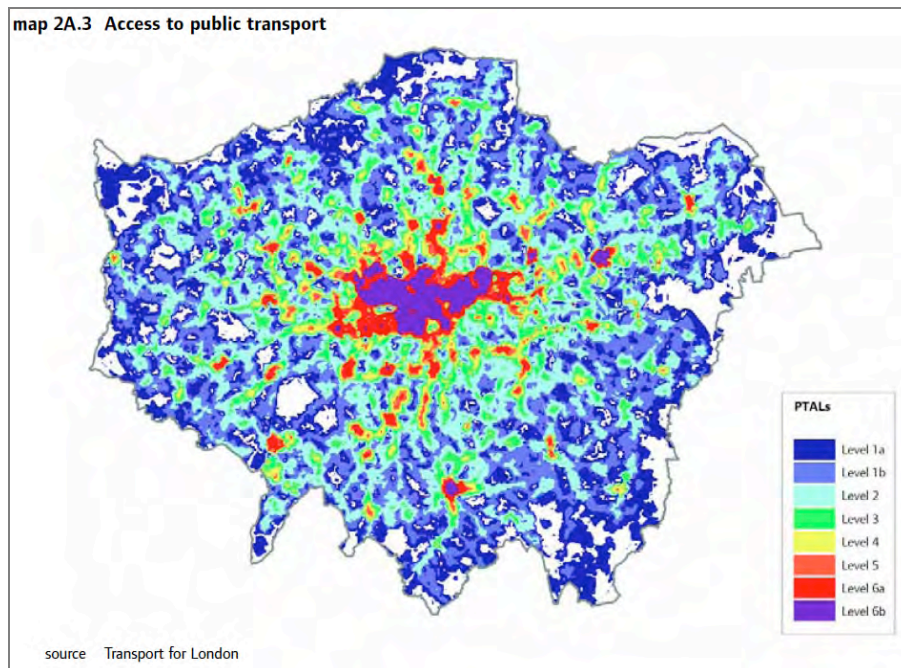 map 2A.3 Access to public transport
PTALs
Level 1a
Level 1b
Level 2
Level 3
Level 4
Level 5
Level 6a
Level 6b
source Transport for London